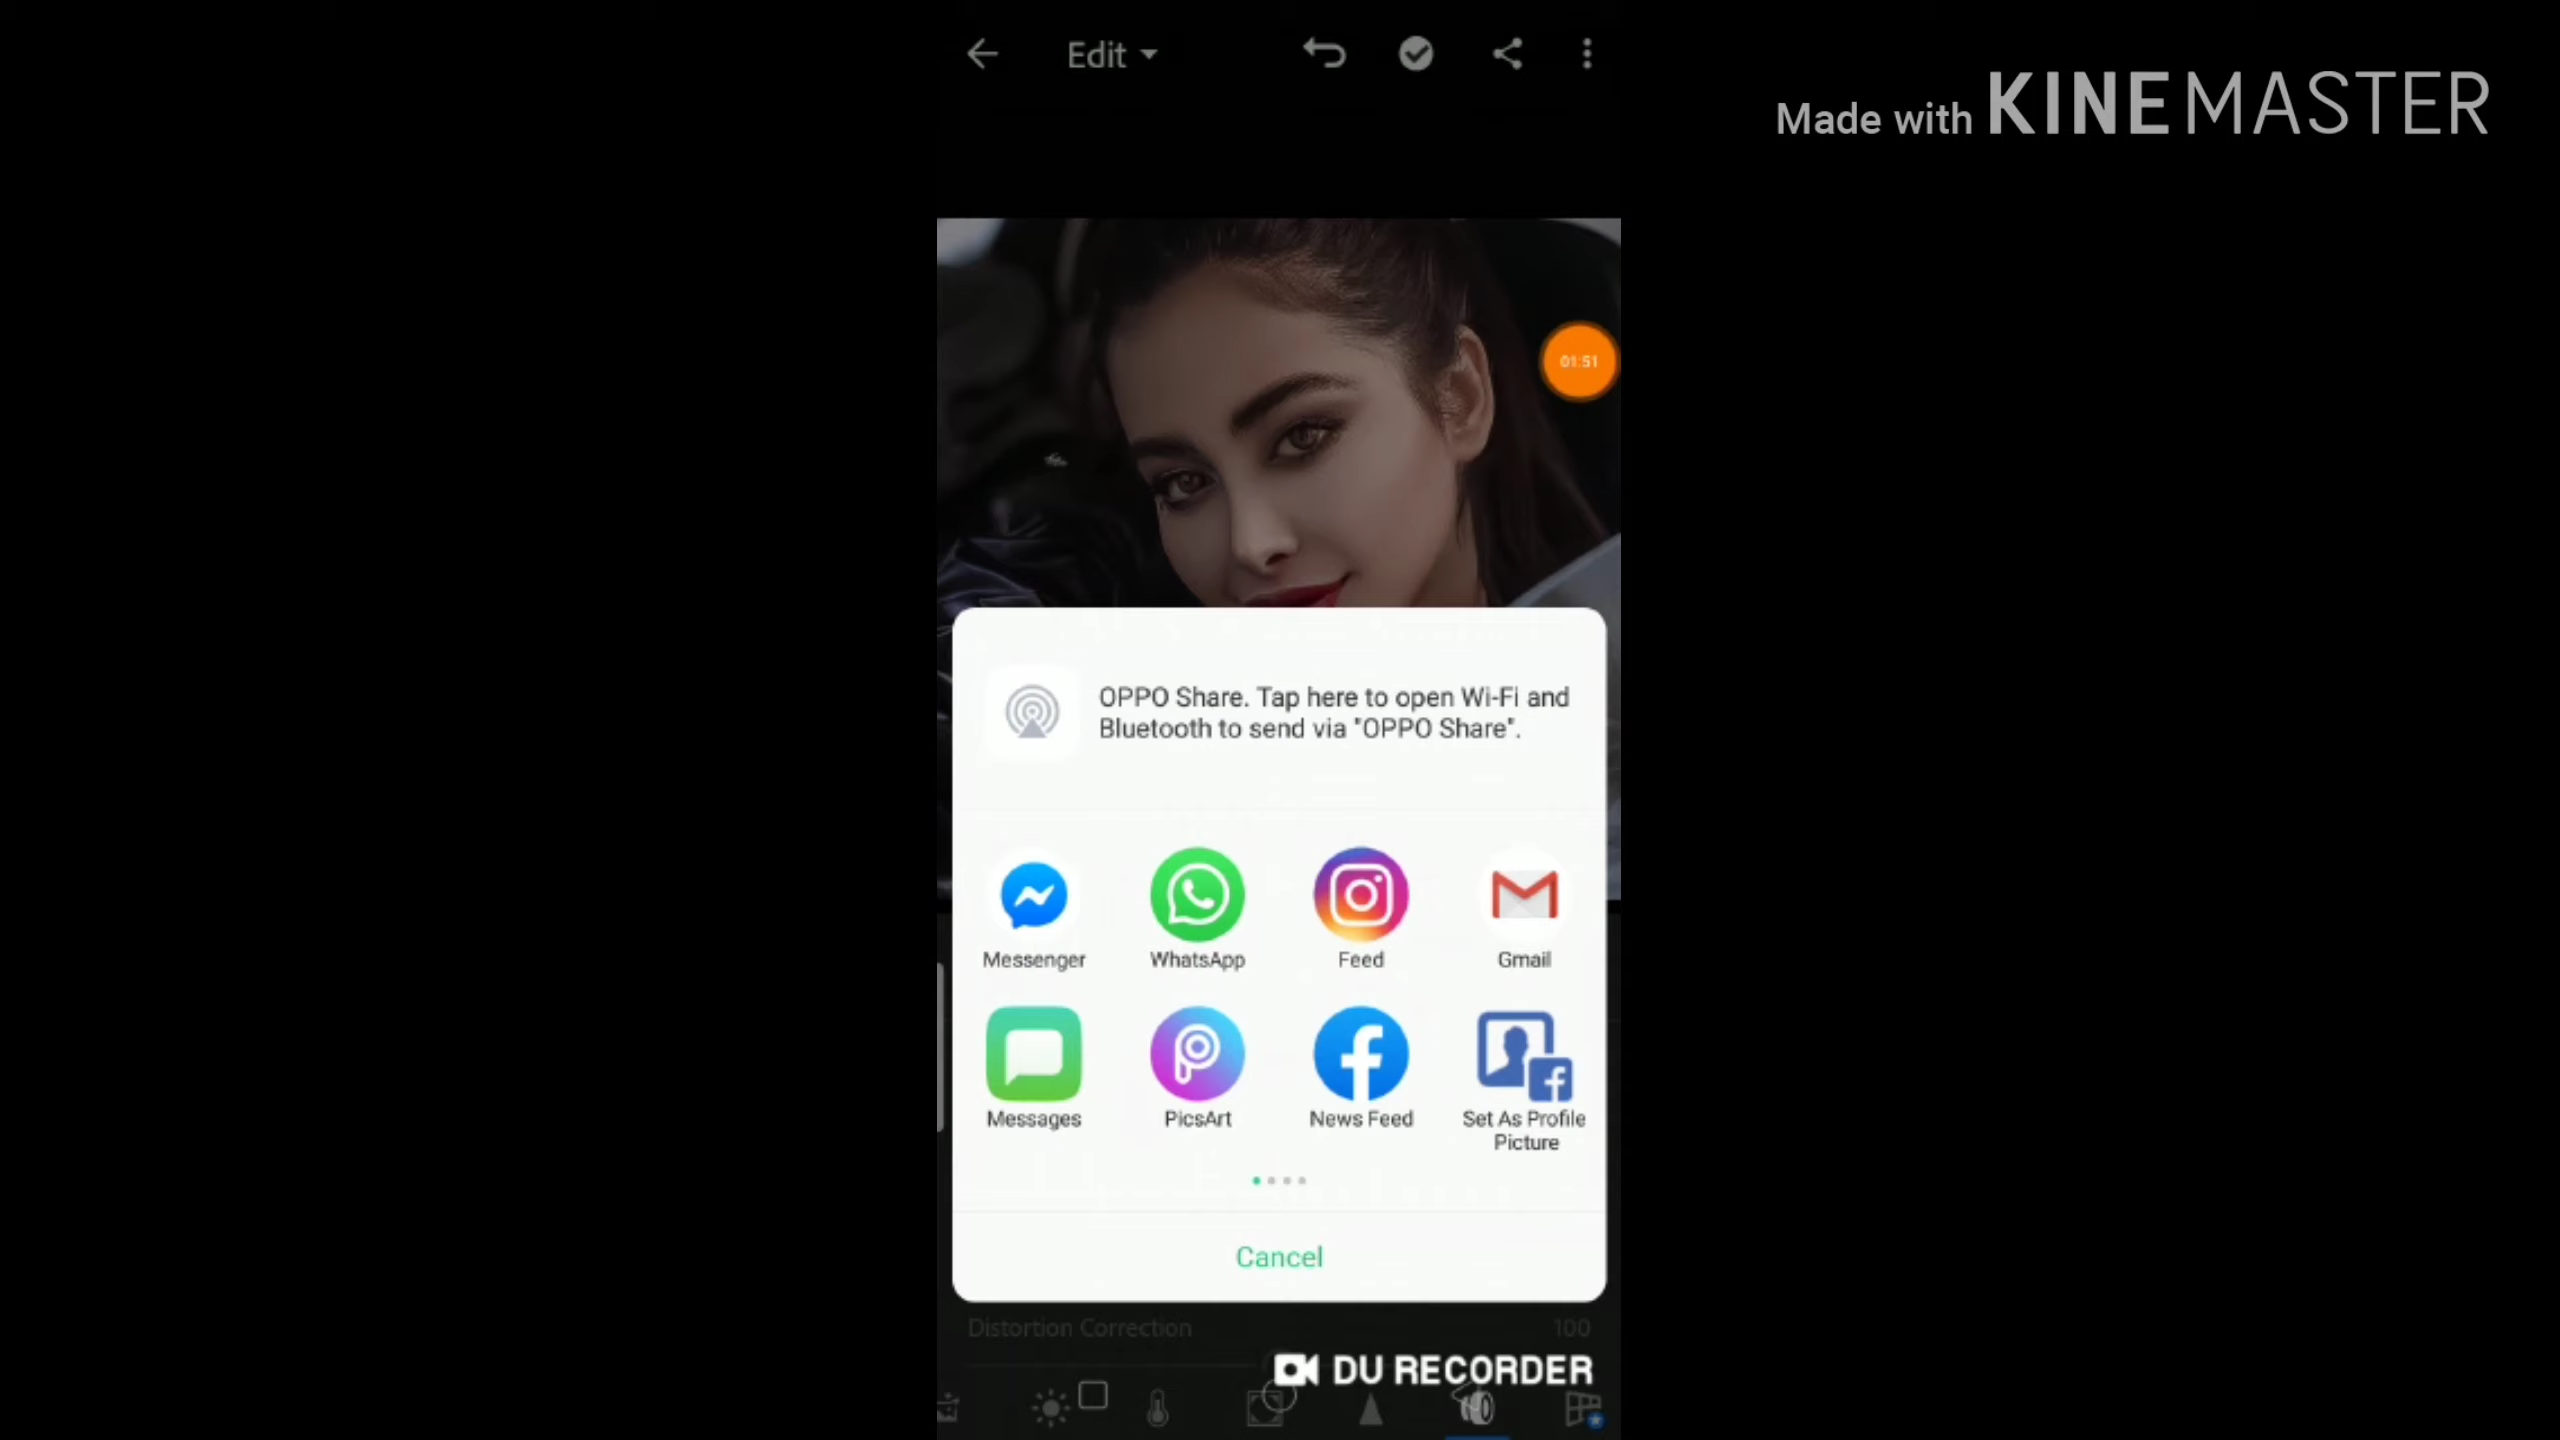 Edit
Made with KINEMASTER
01:51
OPPO Share. Tap here to open Wi-Fi and
Bluetooth to send via "OPPO Share".
Messenger
WhatsApp
Feed
Gmail
Messages
PicsArt
News Feed
Set As Profile
Picture
Cancel
Distortion Correction
100
DU RECORDER